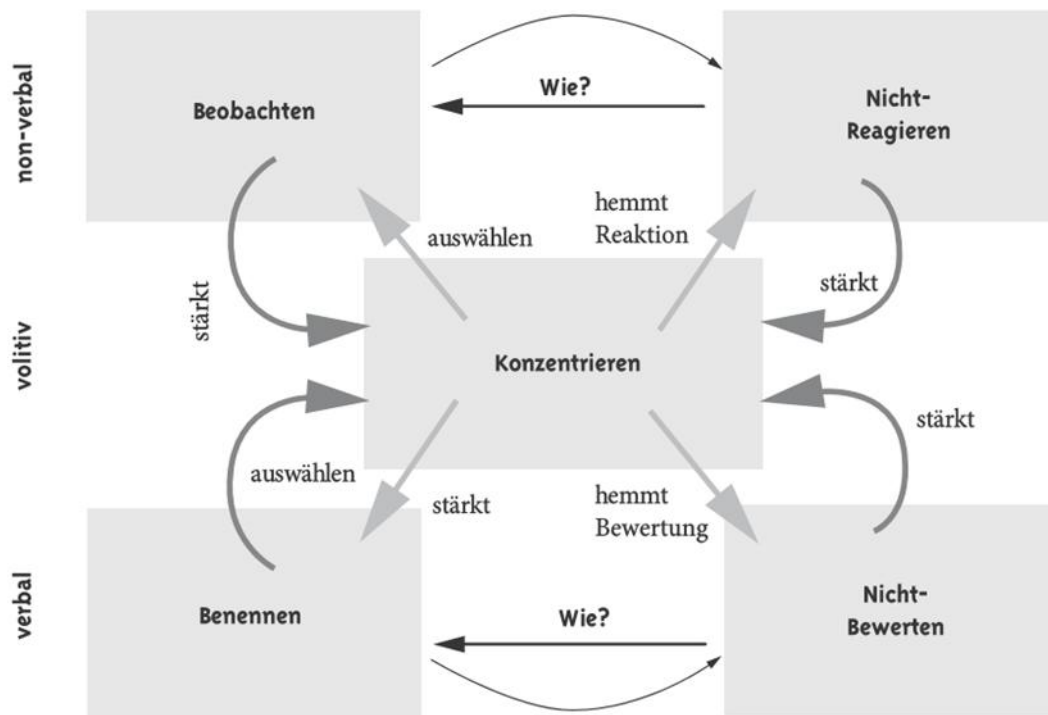 non-verbal
Beobachten
Wie?
Nicht-
Reagieren
auswählen
hemmt
Reaktion
stärkt
stärkt
volitiv
Konzentrieren
auswählen
stärkt
hemmt
Bewertung
stärkt
verbal
Benennen
Wie?
Nicht-
Bewerten